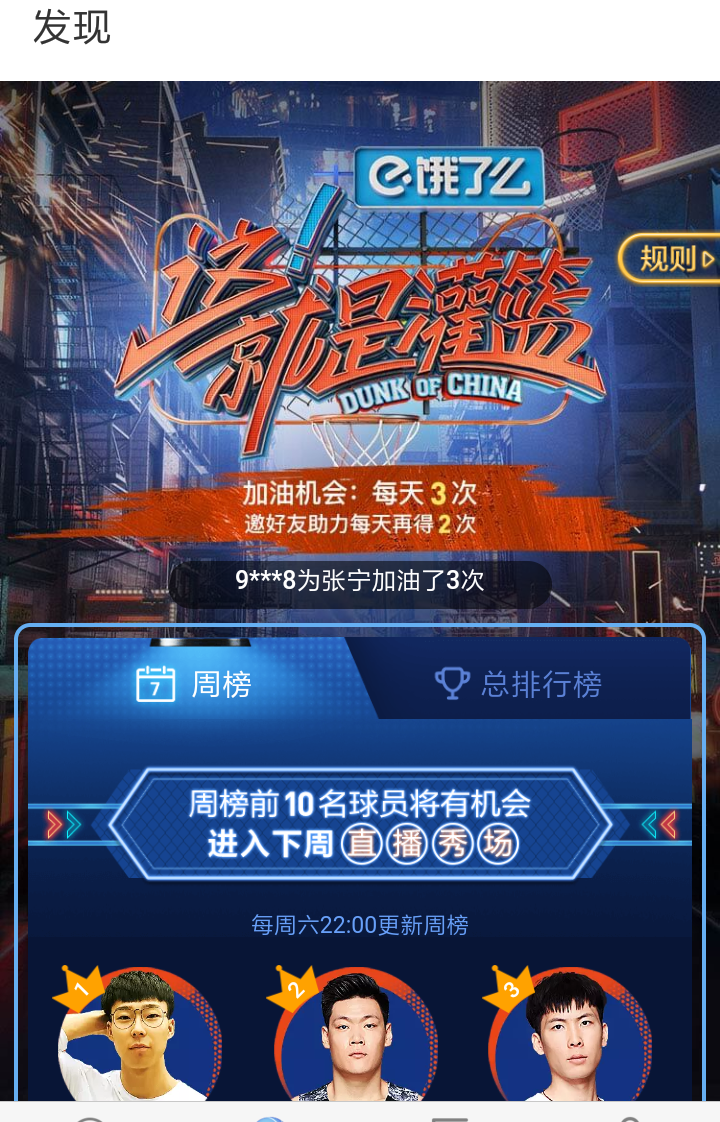 发现
饿了么
规则
这!就是灌篮
DUNK OF CHINA
加油机会：每天3次
邀好友助力每天再得2次
9***8为张宁加油了3次
7 周榜
总排行榜
周榜前10名球员将有机会
进入下周直播秀场
每周六22:00更新周榜
1
2
3